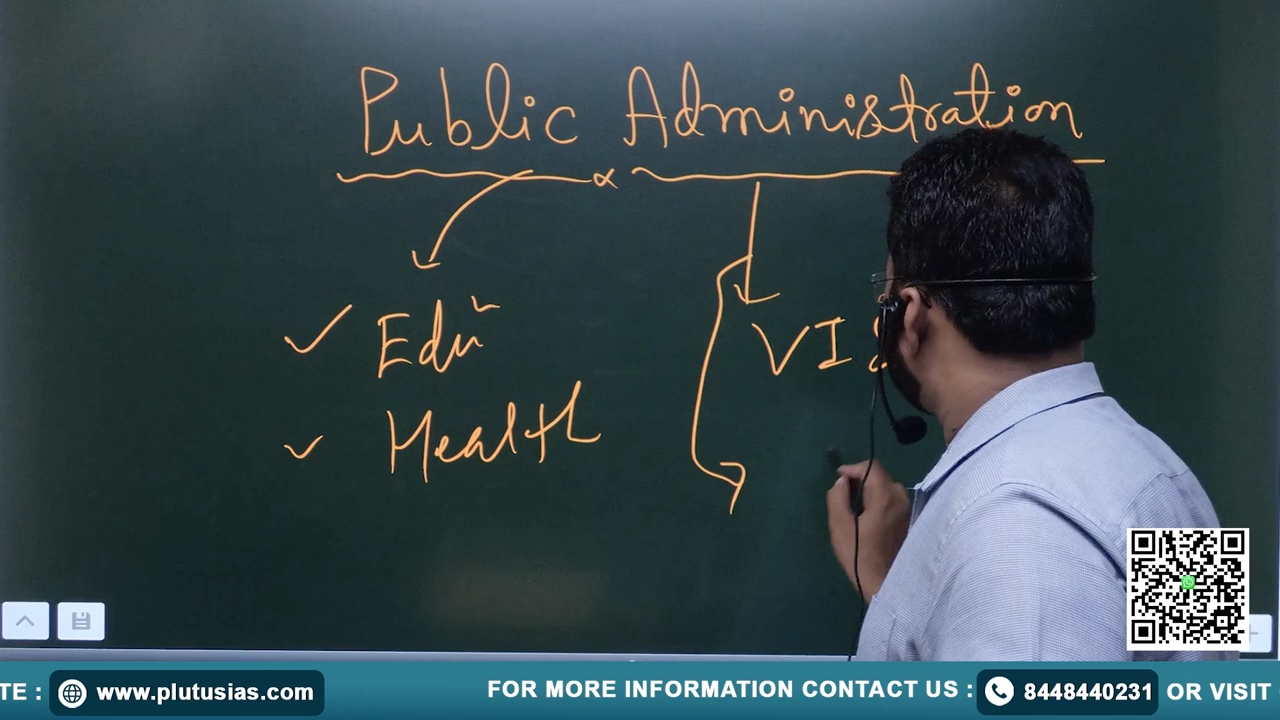 Public Administration
Edu
VI
Health
TE : www.plutusias.com FOR MORE INFORMATION CONTACT US : 8448440231 OR VISIT